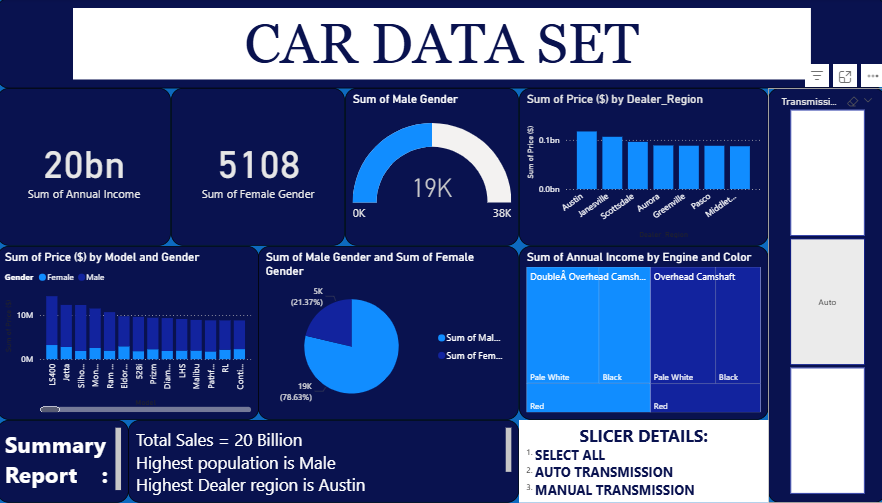 CAR DATA SET
20bn
Sum of Annual Income
5108
Sum of Female Gender
Sum of Male Gender
19K
0K
38K
Sum of Price ($) by Dealer_Region
Sum of Price ($)
0.1bn
0.0bn
Austin
Janesville
Scottsdale
Aurora
Greenville
Pasco
Middlet...
Dealer_Region
Transmissi...
Auto
Sum of Price ($) by Model and Gender
Gender
Female
Male
10M
0M
LS400
Jetta
Silho...
Mon...
Ram ...
Eldor...
528i
Prizm
Diam...
LHS
Malibu
Pathf...
RL
Conti...
Model
Sum of Male Gender and Sum of Female
Gender
5K
(21.37%)
19K
(78.63%)
Sum of Mal...
Sum of Fem...
Sum of Annual Income by Engine and Color
DoubleÂ Overhead Camsh...
Overhead Camshaft
Pale White
Black
Pale White
Black
Red
Red
Summary
Report :
Total Sales = 20 Billion
Highest population is Male
Highest Dealer region is Austin
SLICER DETAILS:
1. SELECT ALL
2. AUTO TRANSMISSION
3. MANUAL TRANSMISSION